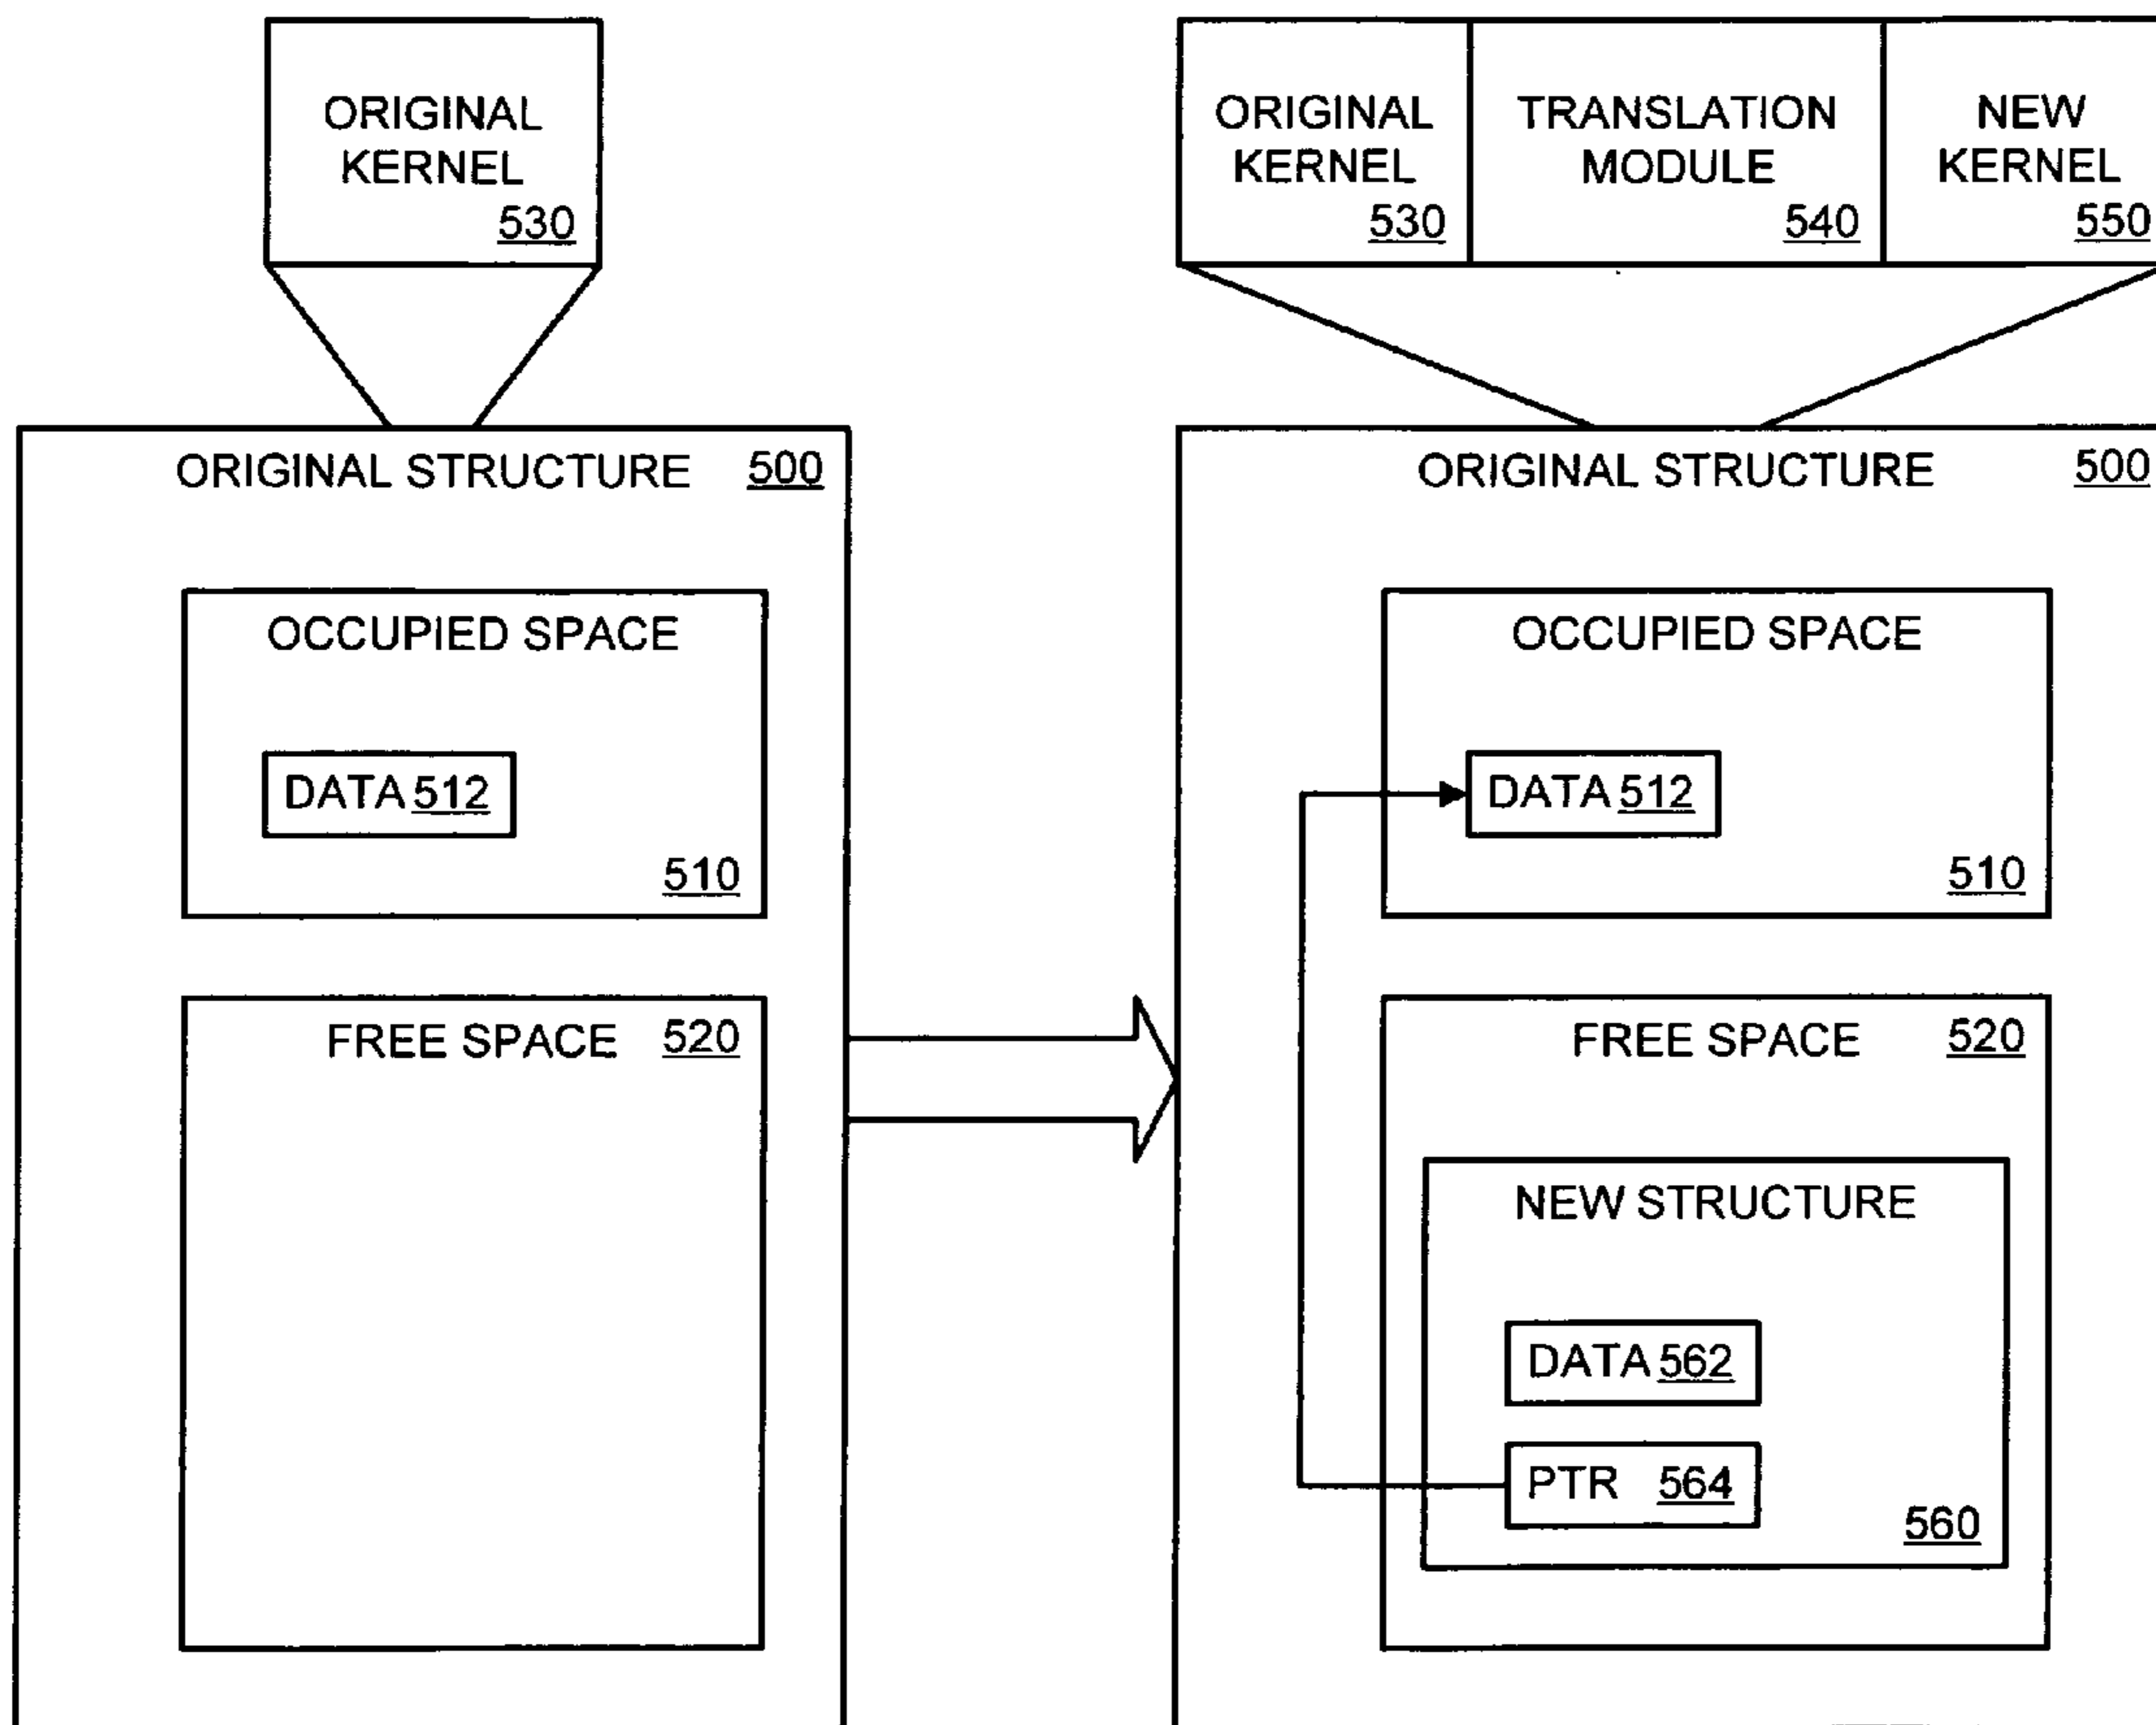 ORIGINAL
KERNEL
530
ORIGINAL STRUCTURE 500
OCCUPIED SPACE
DATA 512
510
FREE SPACE 520
ORIGINAL
KERNEL
530
TRANSLATION
MODULE
540
NEW
KERNEL
550
ORIGINAL STRUCTURE 500
OCCUPIED SPACE
DATA 512
510
FREE SPACE 520
NEW STRUCTURE
DATA 562
PTR 564
560